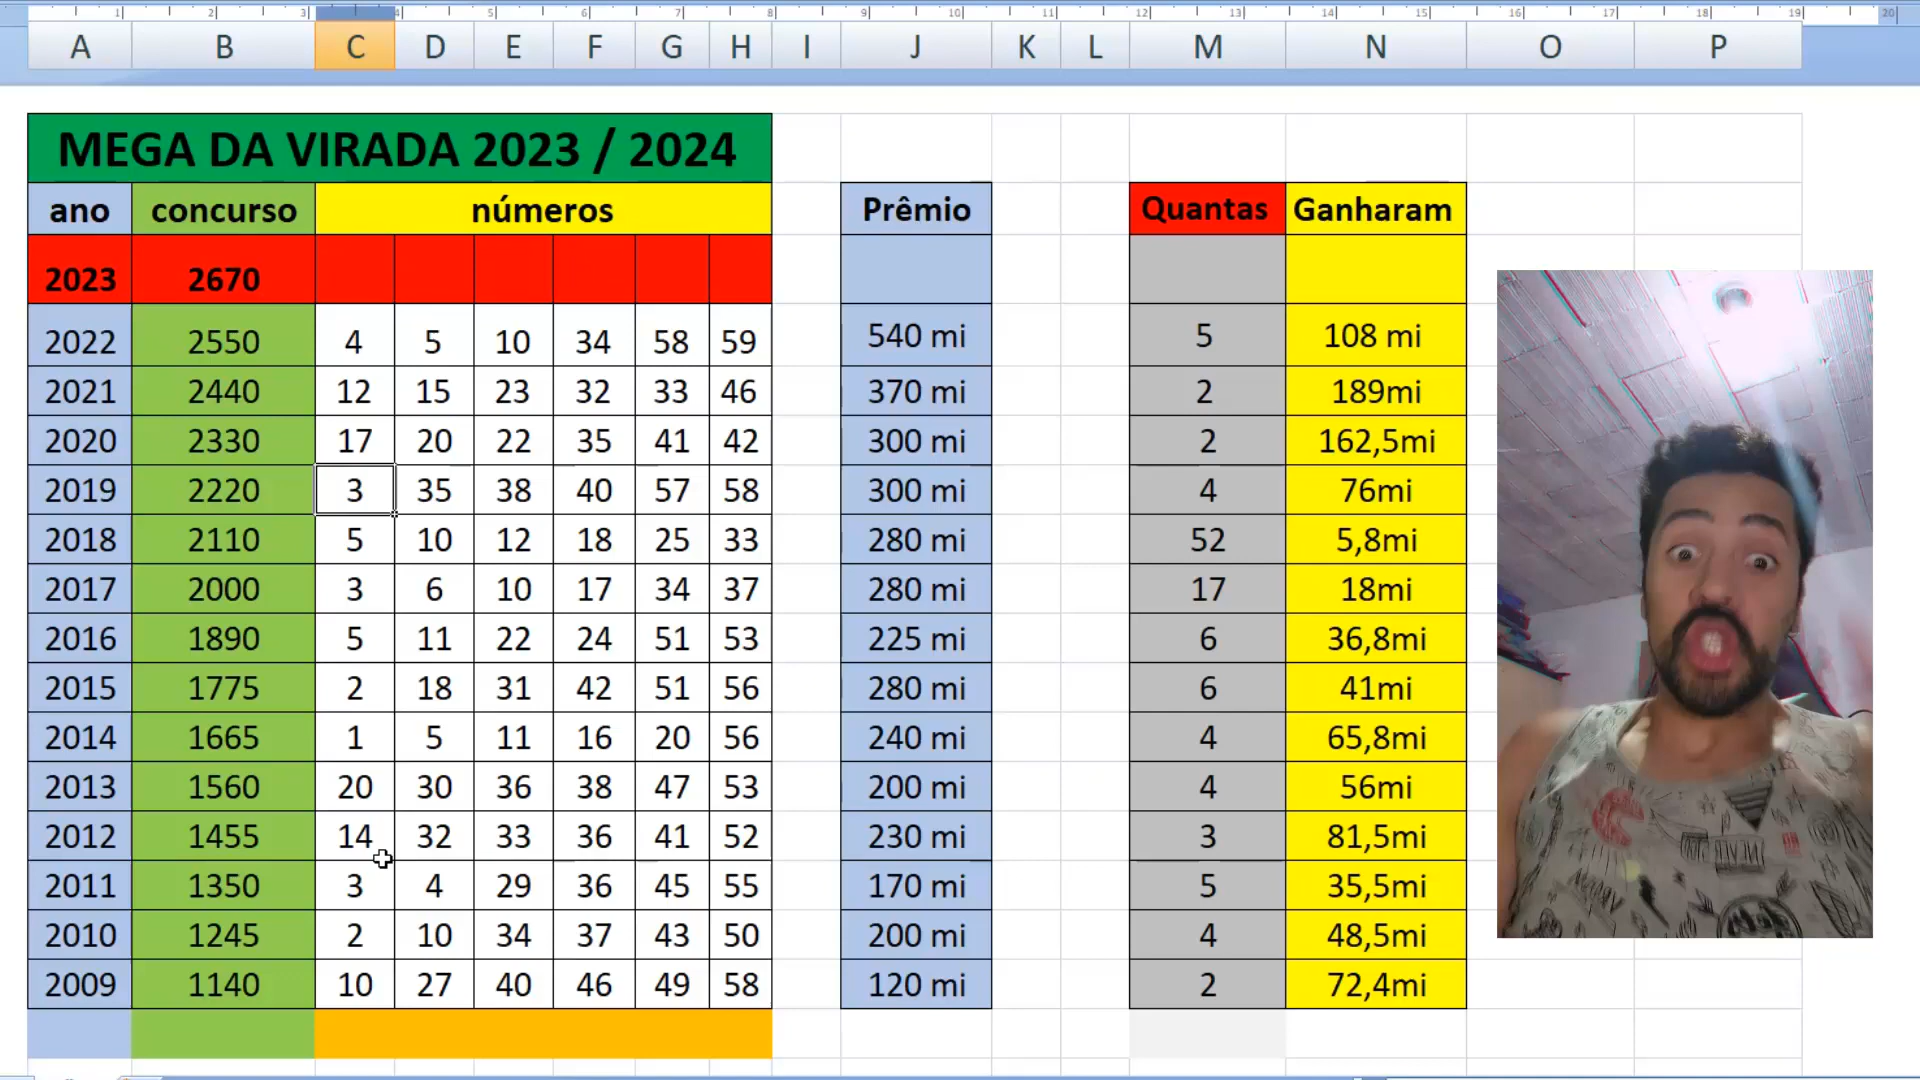 A B C D E F G H I J K L M N O P
MEGA DA VIRADA 2023 / 2024
ano concurso números Prêmio Quantas Ganharam
2023 2670
2022 2550 4 5 10 34 58 59 540 mi 5 108 mi
2021 2440 12 15 23 32 33 46 370 mi 2 189mi
2020 2330 17 20 22 35 41 42 300 mi 2 162,5mi
2019 2220 3 35 38 40 57 58 300 mi 4 76mi
2018 2110 5 10 12 18 25 33 280 mi 52 5,8mi
2017 2000 3 6 10 17 34 37 280 mi 17 18mi
2016 1890 5 11 22 24 51 53 225 mi 6 36,8mi
2015 1775 2 18 31 42 51 56 280 mi 6 41mi
2014 1665 1 5 11 16 20 56 240 mi 4 65,8mi
2013 1560 20 30 36 38 47 53 200 mi 4 56mi
2012 1455 14 32 33 36 41 52 230 mi 3 81,5mi
2011 1350 3 4 29 36 45 55 170 mi 5 35,5mi
2010 1245 2 10 34 37 43 50 200 mi 4 48,5mi
2009 1140 10 27 40 46 49 58 120 mi 2 72,4mi